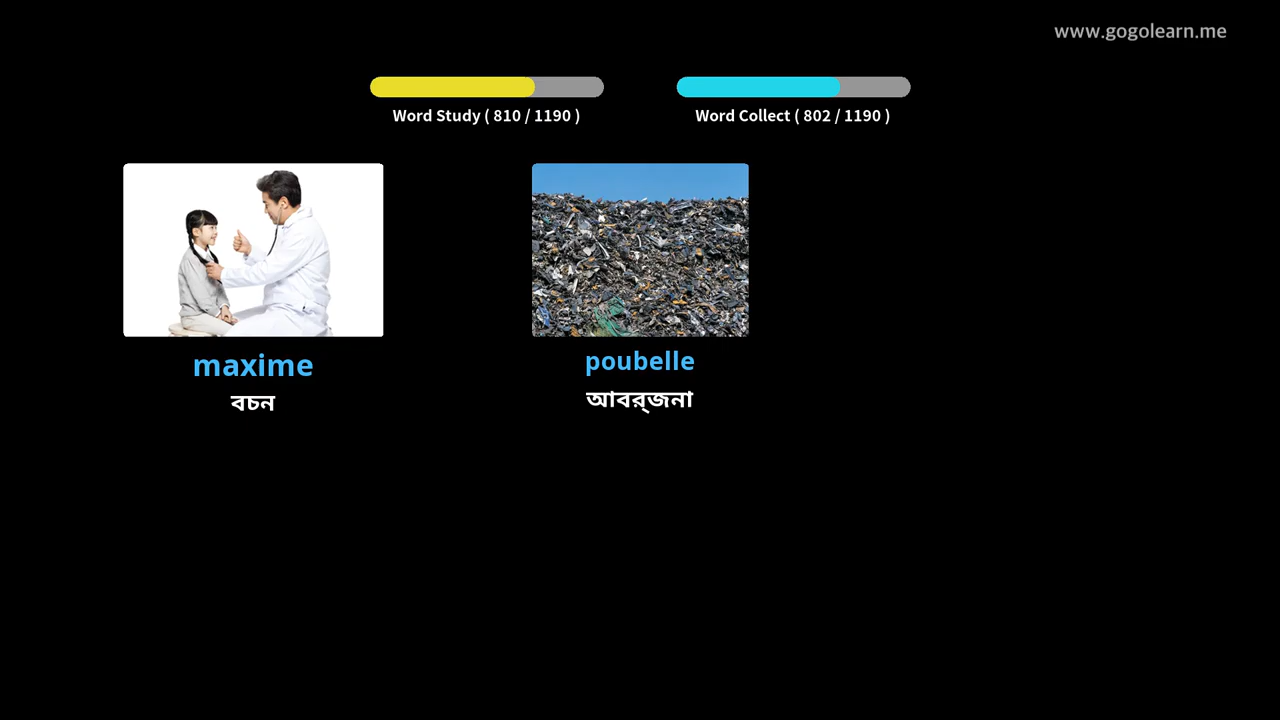 www.gogolearn.me
Word Study ( 810 / 1190 )
Word Collect ( 802 / 1190 )
maxime
বচন
poubelle
আবর্জনা